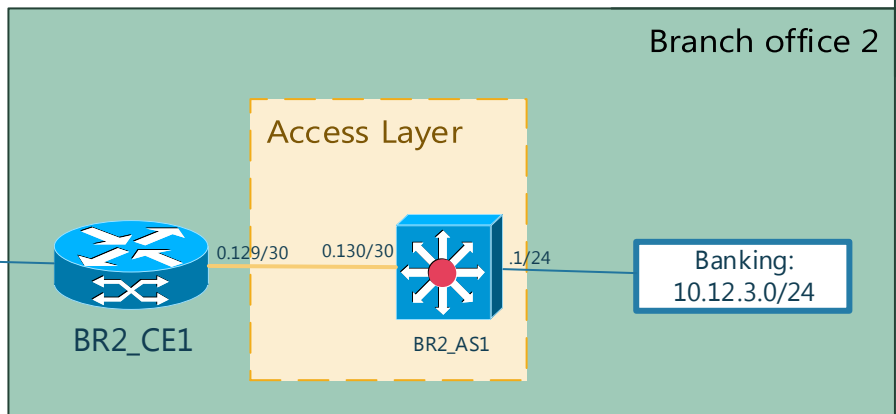 Branch office 2
Access Layer
0.129/30
0.130/30
.1/24
Banking:
10.12.3.0/24
BR2_CE1
BR2_AS1